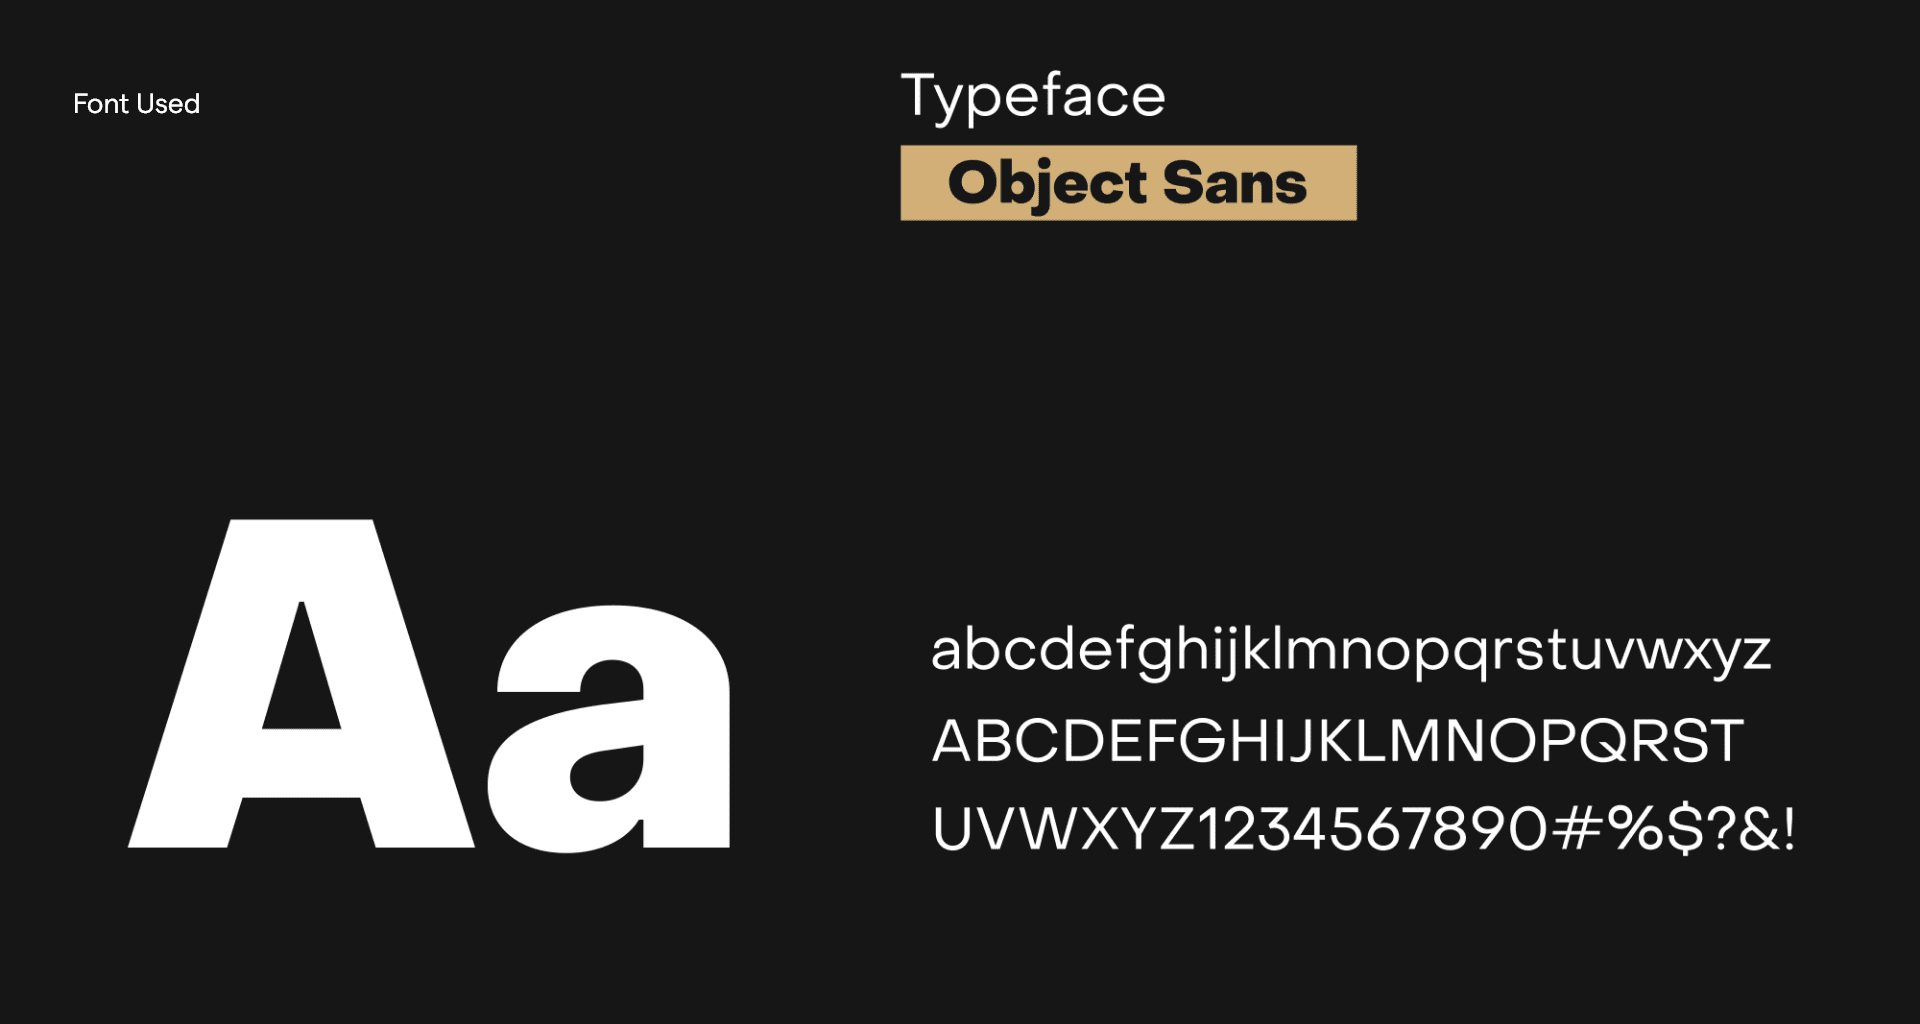 Font Used
Typeface
Object Sans
Aa
abcdefghijklmnopqrstuvwxyz
ABCDEFGHIJKLMNOPQRST
UVWXYZ1234567890#%$?&!